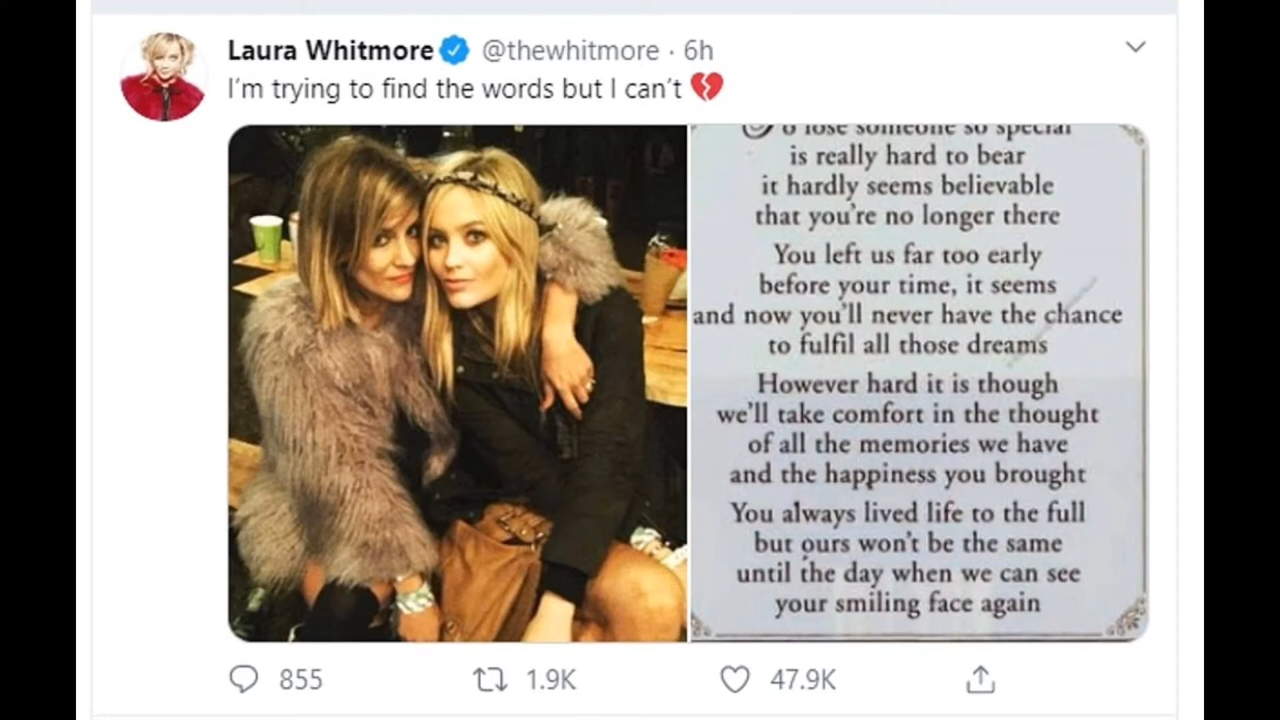 Laura Whitmore @thewhitmore · 6h
I'm trying to find the words but I can't 💔
To lose someone so special
is really hard to bear
it hardly seems believable
that you're no longer there
You left us far too early
before your time, it seems
and now you'll never have the chance
to fulfil all those dreams
However hard it is though
we'll take comfort in the thought
of all the memories we have
and the happiness you brought
You always lived life to the full
but ours won't be the same
until the day when we can see
your smiling face again
855 1.9K 47.9K